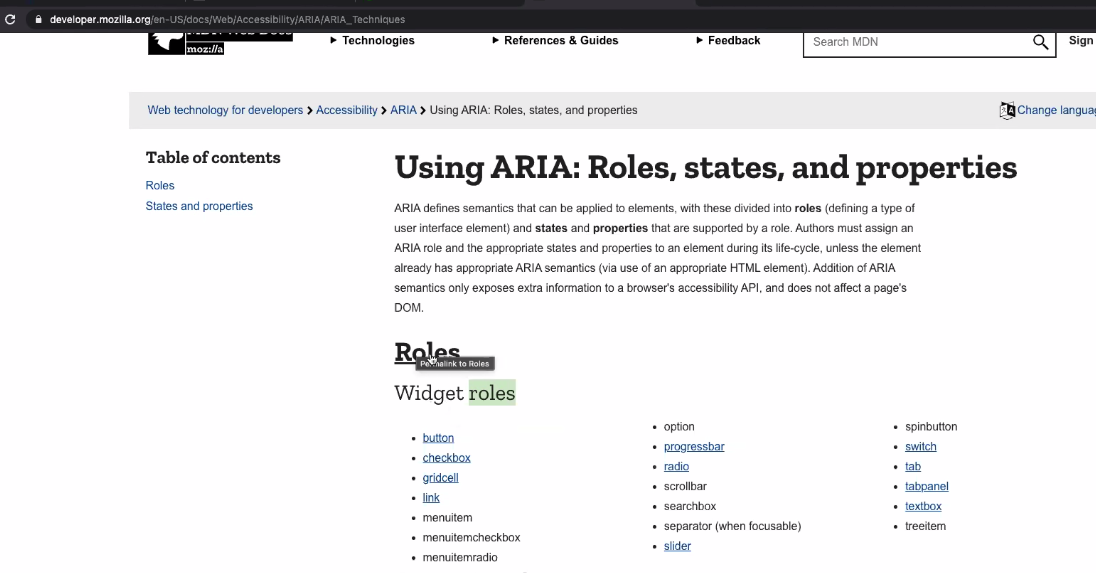 developer.mozilla.org/en-US/docs/Web/Accessibility/ARIA/ARIA_Techniques
MDN Web Docs
moz://a
Technologies
References & Guides
Feedback
Search MDN
Sign
Web technology for developers
Accessibility
ARIA
Using ARIA: Roles, states, and properties
Change langua
Table of contents
Roles
States and properties
Using ARIA: Roles, states, and properties
ARIA defines semantics that can be applied to elements, with these divided into roles (defining a type of
user interface element) and states and properties that are supported by a role. Authors must assign an
ARIA role and the appropriate states and properties to an element during its life-cycle, unless the element
already has appropriate ARIA semantics (via use of an appropriate HTML element). Addition of ARIA
semantics only exposes extra information to a browser's accessibility API, and does not affect a page's
DOM.
Roles
Permalink to Roles
Widget roles
button
checkbox
gridcell
link
menuitem
menuitemcheckbox
menuitemradio
option
progressbar
radio
scrollbar
searchbox
separator (when focusable)
slider
spinbutton
switch
tab
tabpanel
textbox
treeitem